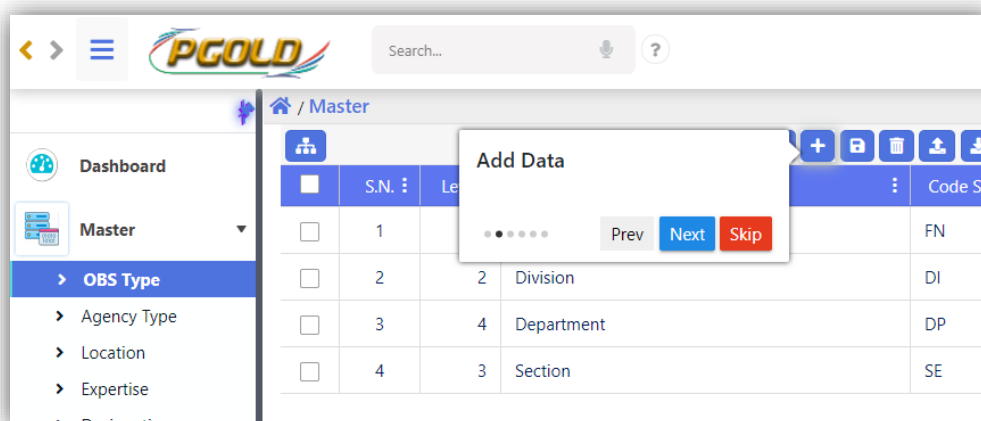 PGOLD
Search...
?
/ Master
Dashboard
Master
OBS Type
Agency Type
Location
Expertise
Add Data
Prev Next Skip
S.N. Code S
1 FN
2 2 Division DI
3 4 Department DP
4 3 Section SE